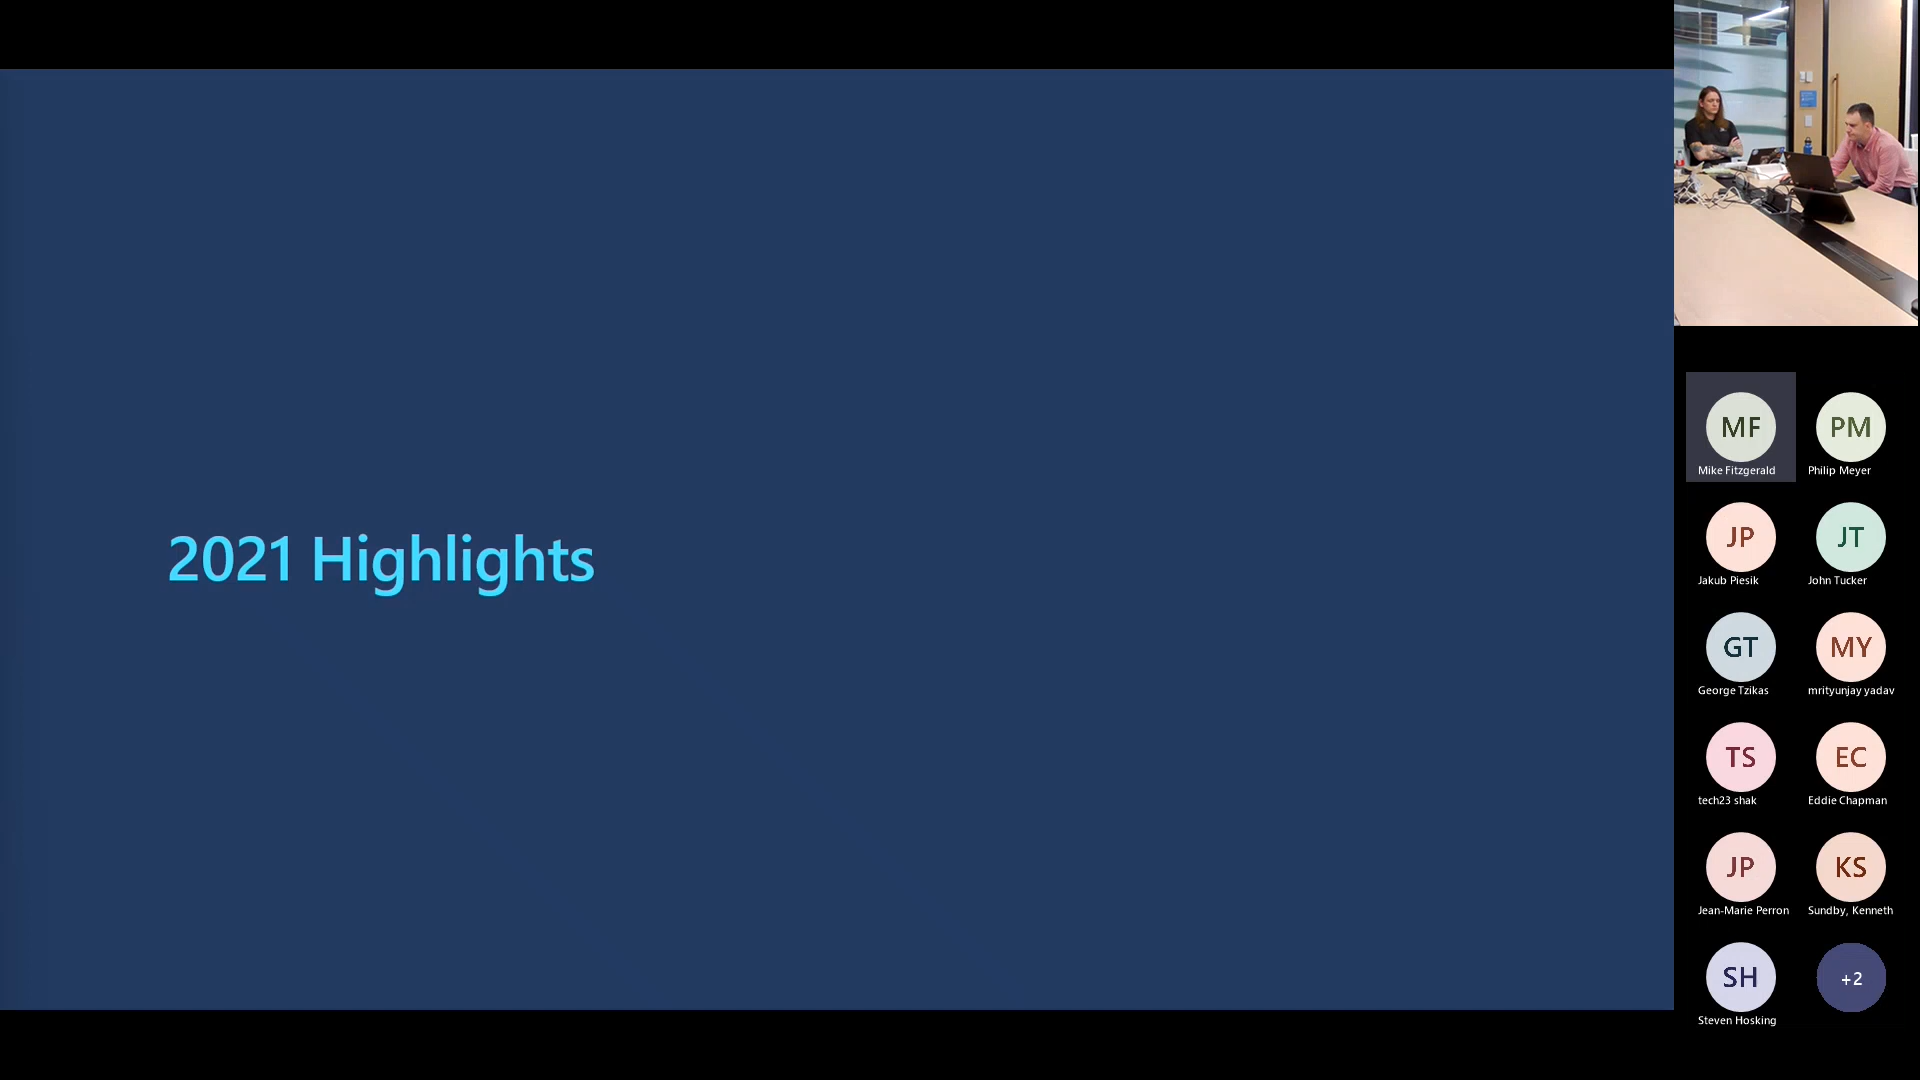 2021 Highlights
MF
Mike Fitzgerald
PM
Philip Meyer
JP
Jakub Piesik
JT
John Tucker
GT
George Tzikas
MY
mrityunjay yadav
TS
tech23 shak
EC
Eddie Chapman
JP
Jean-Marie Perron
KS
Sundby, Kenneth
SH
Steven Hosking
+2